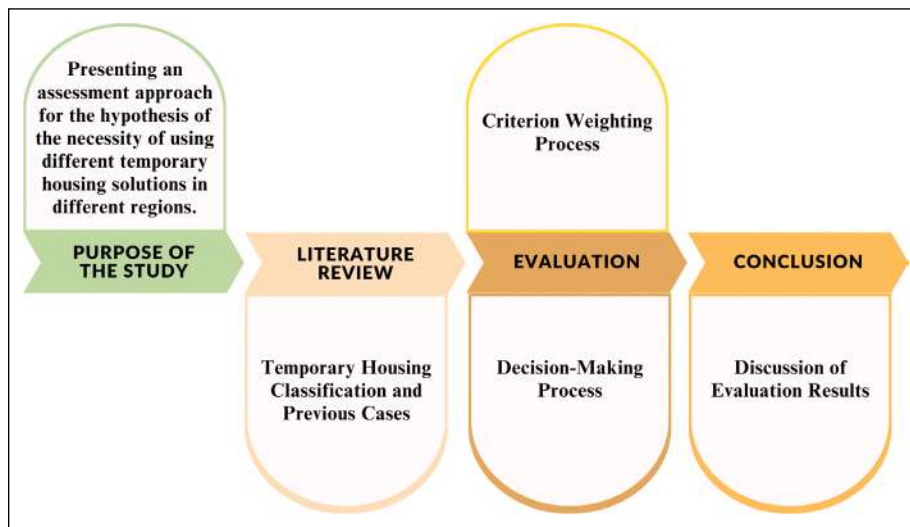 Presenting an
assessment approach
for the hypothesis of
the necessity of using
different temporary
housing solutions in
different regions.
PURPOSE OF
THE STUDY
LITERATURE
REVIEW
Temporary Housing
Classification and
Previous Cases
Criterion Weighting
Process
EVALUATION
Decision-Making
Process
CONCLUSION
Discussion of
Evaluation Results